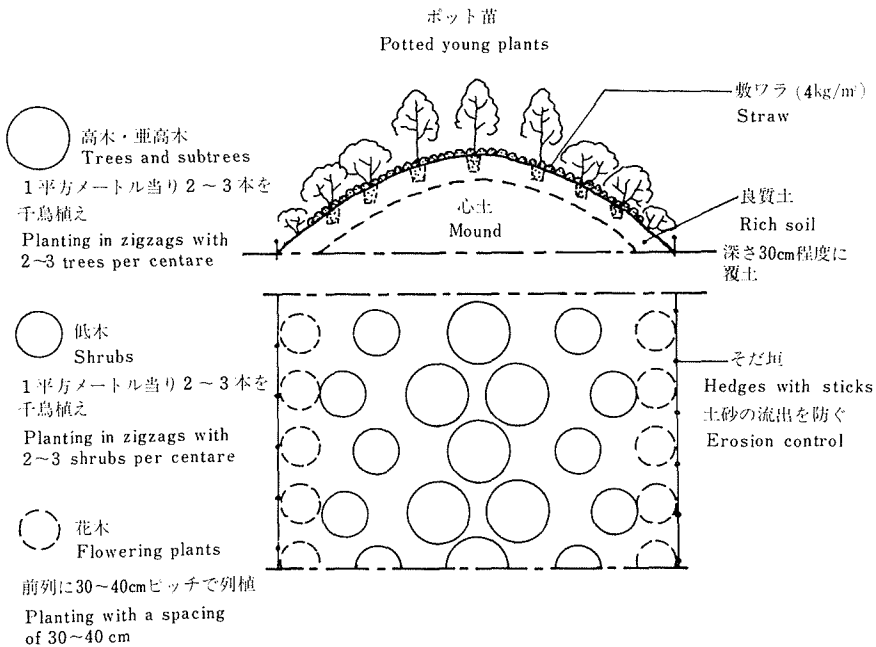 ポット苗
Potted young plants
高木・亜高木
Trees and subtrees
1平方メートル当り2～3本を
千鳥植え
Planting in zigzags with
2~3 trees per centare
低木
Shrubs
1平方メートル当り2～3本を
千鳥植え
Planting in zigzags with
2~3 shrubs per centare
花木
Flowering plants
前列に30～40cmピッチで列植
Planting with a spacing
of 30~40 cm
心土
Mound
敷ワラ (4kg/㎡)
Straw
良質土
Rich soil
深さ30cm程度に
覆土
そだ垣
Hedges with sticks
土砂の流出を防ぐ
Erosion control